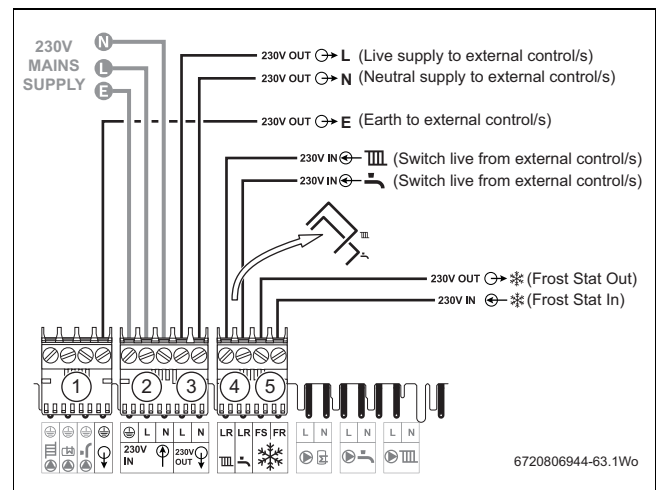 230V
MAINS
SUPPLY
N
L
E
230V OUT L (Live supply to external control/s)
230V OUT N (Neutral supply to external control/s)
230V OUT E (Earth to external control/s)
230V IN (Switch live from external control/s)
230V IN (Switch live from external control/s)
230V OUT (Frost Stat Out)
230V IN (Frost Stat In)
1 2 3 4 5
L N L N LR LR FS FR L N L N L N
230V IN 230V OUT
6720806944-63.1Wo